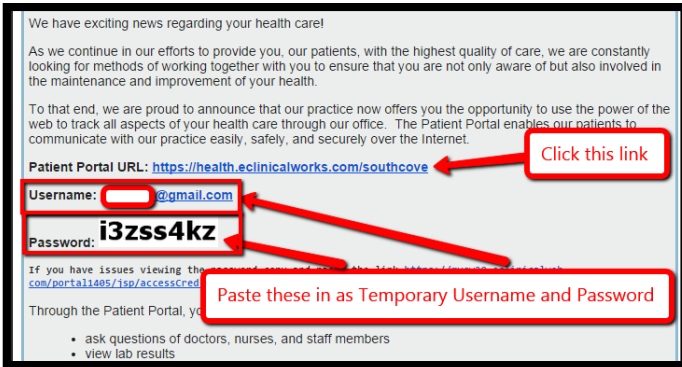 We have exciting news regarding your health care!
As we continue in our efforts to provide you, our patients, with the highest quality of care, we are constantly
looking for methods of working together with you to ensure that you are not only aware of but also involved in
the maintenance and improvement of your health.
To that end, we are proud to announce that our practice now offers you the opportunity to use the power of the
web to track all aspects of your health care through our office. The Patient Portal enables our patients to
communicate with our practice easily, safely, and securely over the Internet.
Click this link
Patient Portal URL: https://health.eclinicalworks.com/southcove
Username: @gmail.com
Password: i3zss4kz
If you have issues viewing the
com/portal1405/jsp/accessCred
Paste these in as Temporary Username and Password
Through the Patient Portal,
• ask questions of doctors, nurses, and staff members
• view lab results